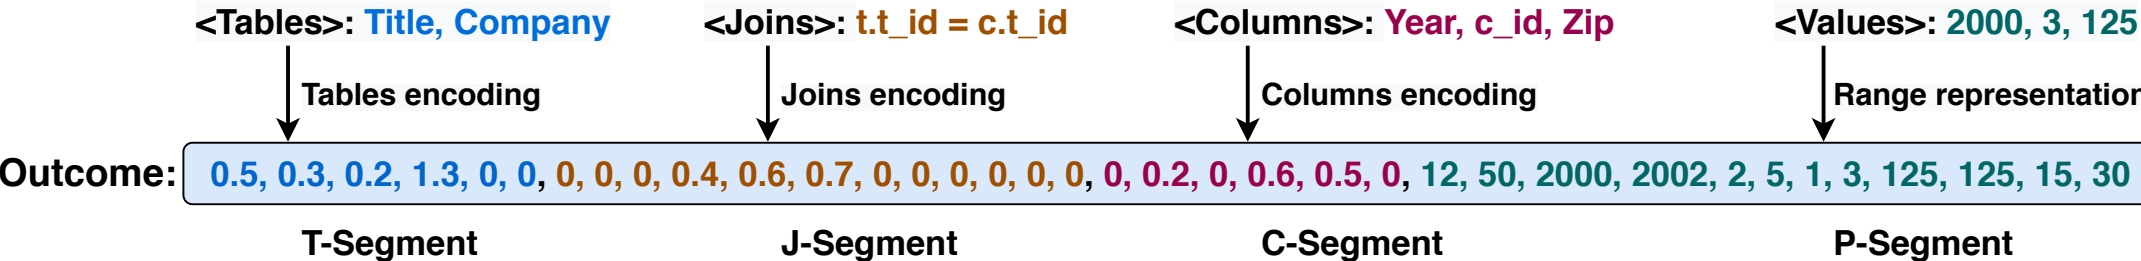 <Tables>: Title, Company <Joins>: t.t_id = c.t_id <Columns>: Year, c_id, Zip <Values>: 2000, 3, 125
Tables encoding Joins encoding Columns encoding Range representation
Outcome: 0.5, 0.3, 0.2, 1.3, 0, 0, 0, 0, 0, 0.4, 0.6, 0.7, 0, 0, 0, 0, 0, 0, 0, 0.2, 0, 0.6, 0.5, 0, 12, 50, 2000, 2002, 2, 5, 1, 3, 125, 125, 15, 30
T-Segment J-Segment C-Segment P-Segment